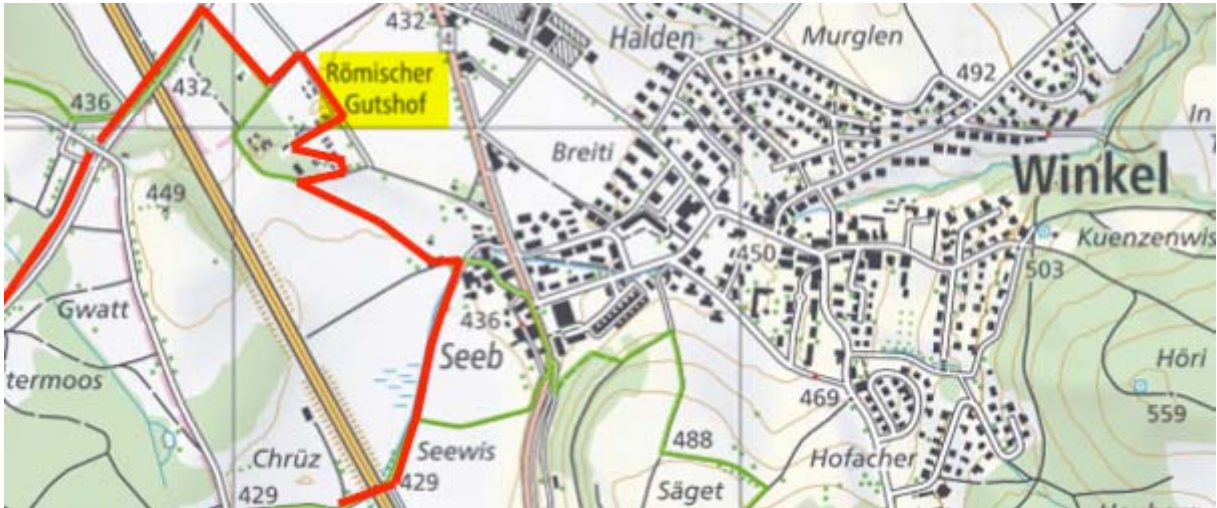 432
4
Halden
Murglen
492
Römischer
Gutshof
436
432
In
Breiti
Winkel
449
Kuenzenwis
450
503
Gwatt
436
Seeb
Höri
termoos
469
559
488
Chrüz
Seewis
Hofacher
429
429
Säget